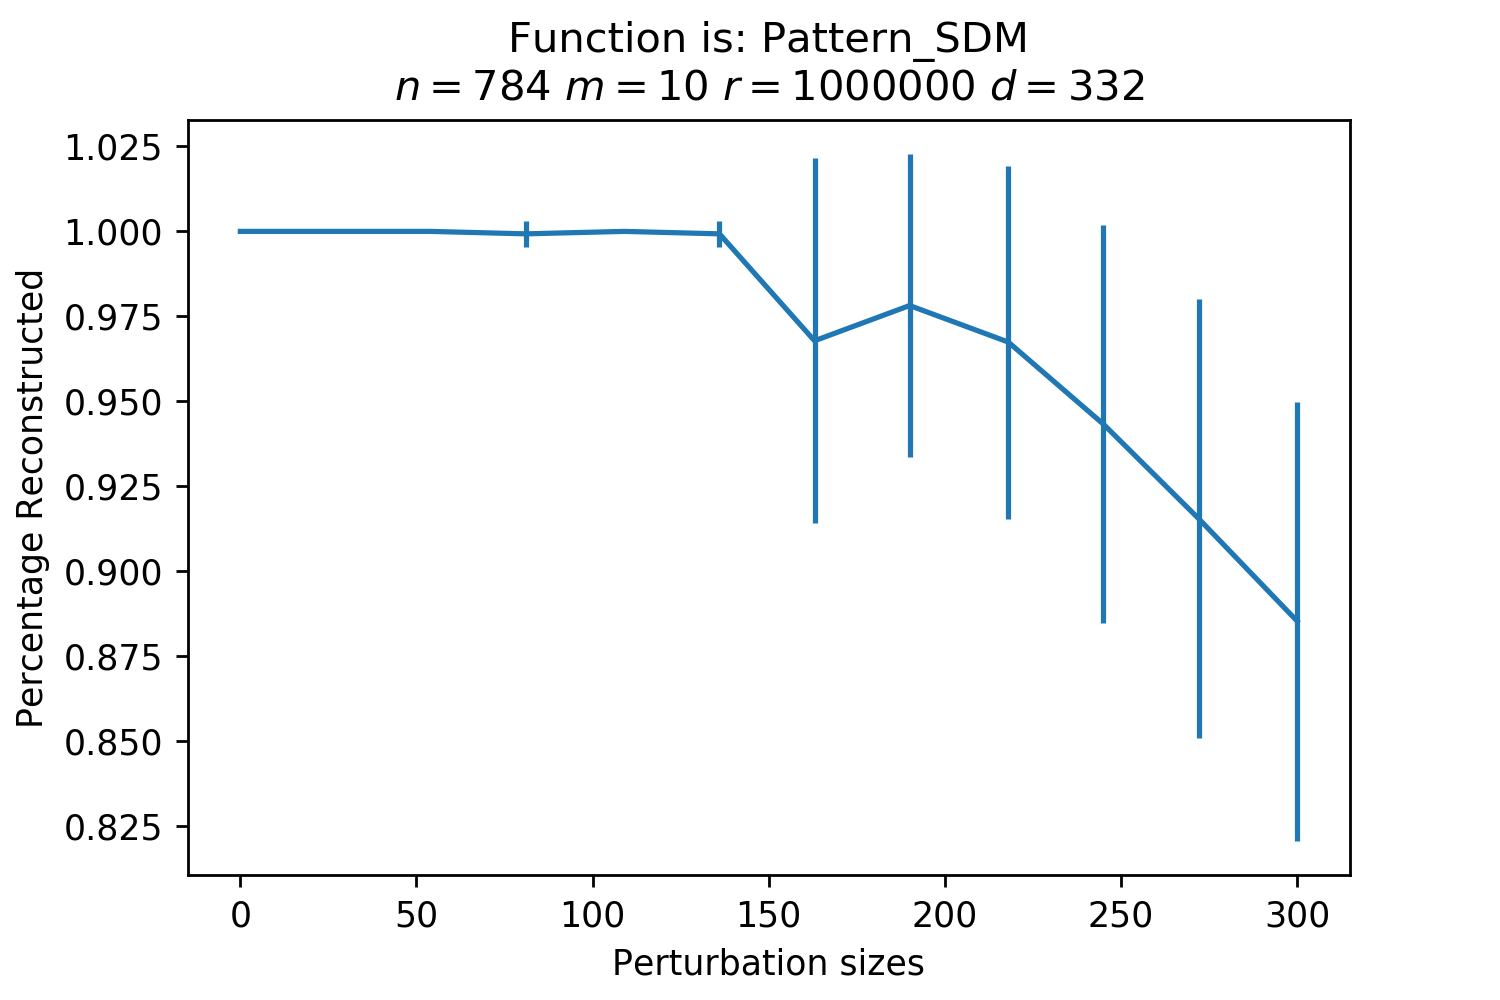 Function is: Pattern_SDM
n = 784 m = 10 r = 1000000 d = 332
1.025
1.000
0.975
0.950
0.925
0.900
0.875
0.850
0.825
Percentage Reconstructed
0 50 100 150 200 250 300
Perturbation sizes